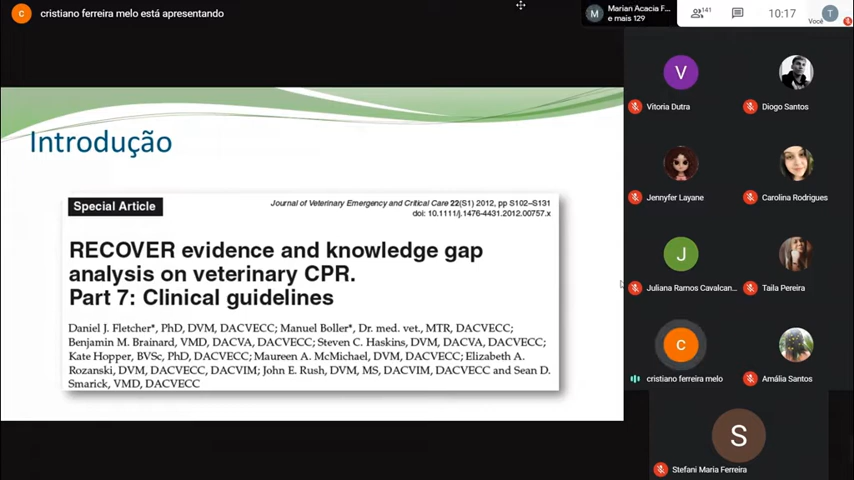 c
cristiano ferreira melo está apresentando
M
Marian Acacia F...
e mais 129
141
10:17
Você
T
Introdução
Special Article
Journal of Veterinary Emergency and Critical Care 22(S1) 2012, pp S102–S131
doi: 10.1111/j.1476-4431.2012.00757.x
RECOVER evidence and knowledge gap
analysis on veterinary CPR.
Part 7: Clinical guidelines
Daniel J. Fletcher*, PhD, DVM, DACVECC; Manuel Boller*, Dr. med. vet., MTR, DACVECC;
Benjamin M. Brainard, VMD, DACVA, DACVECC; Steven C. Haskins, DVM, DACVA, DACVECC;
Kate Hopper, BVSc, PhD, DACVECC; Maureen A. McMichael, DVM, DACVECC; Elizabeth A.
Rozanski, DVM, DACVECC, DACVIM; John E. Rush, DVM, MS, DACVIM, DACVECC and Sean D.
Smarick, VMD, DACVECC
V
Vitoria Dutra
Diogo Santos
Jennyfer Layane
Carolina Rodrigues
J
Juliana Ramos Cavalcan...
Taila Pereira
c
cristiano ferreira melo
Amália Santos
S
Stefani Maria Ferreira